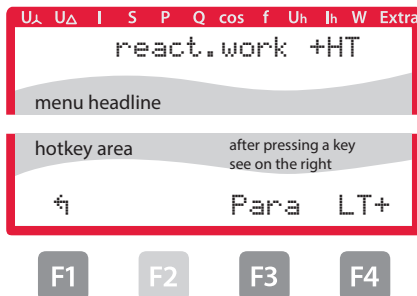 U⅄ U△ I S P Q cos f Uh Ih W Extra
react.work +HT
menu headline
hotkey area
after pressing a key
see on the right
↰ Para LT+
F1 F2 F3 F4